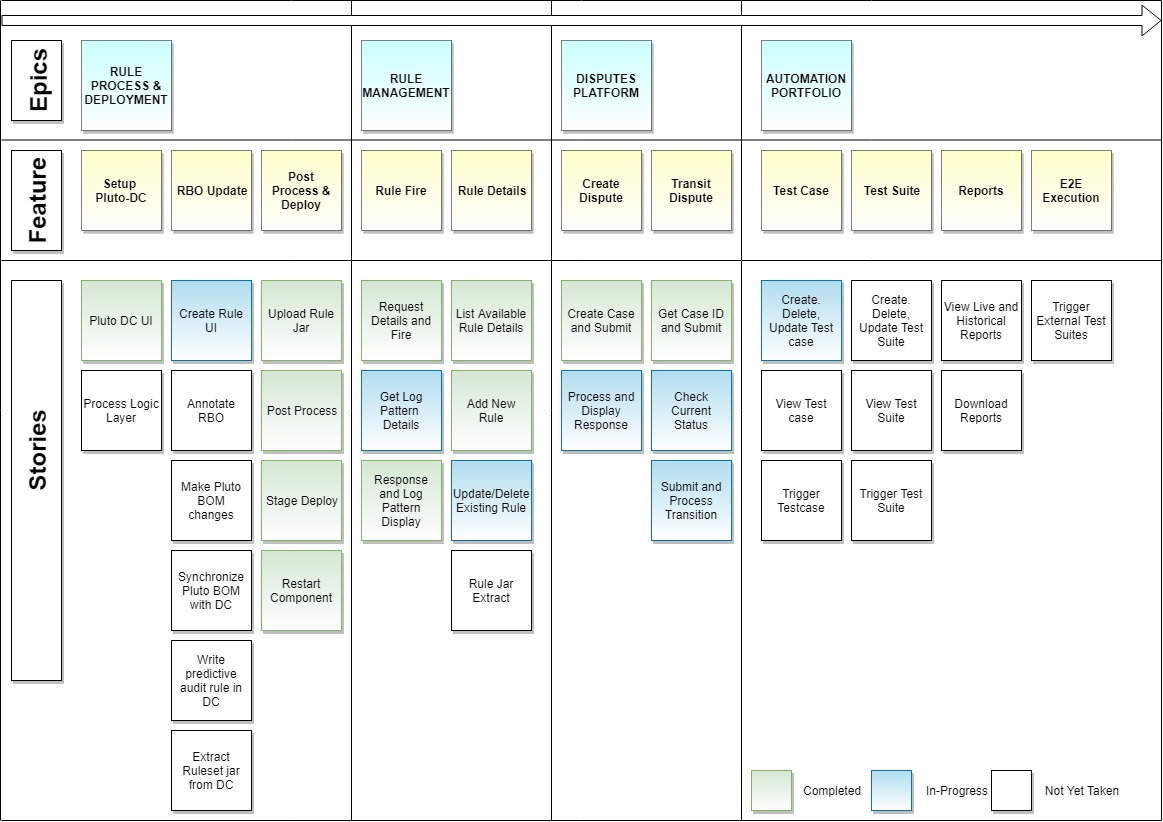 Epics
RULE
PROCESS &
DEPLOYMENT
RULE
MANAGEMENT
DISPUTES
PLATFORM
AUTOMATION
PORTFOLIO
Feature
Setup
Pluto-DC
RBO Update
Post
Process &
Deploy
Rule Fire
Rule Details
Create
Dispute
Transit
Dispute
Test Case
Test Suite
Reports
E2E
Execution
Stories
Pluto DC UI
Create Rule
UI
Upload Rule
Jar
Request
Details and
Fire
List Available
Rule Details
Create Case
and Submit
Get Case ID
and Submit
Create.
Delete,
Update Test
case
Create.
Delete,
Update Test
Suite
View Live and
Historical
Reports
Trigger
External Test
Suites
Process Logic
Layer
Annotate
RBO
Post Process
Get Log
Pattern
Details
Add New
Rule
Process and
Display
Response
Check
Current
Status
View Test
case
View Test
Suite
Download
Reports
Make Pluto
BOM
changes
Stage Deploy
Response
and Log
Pattern
Display
Update/Delete
Existing Rule
Submit and
Process
Transition
Trigger
Testcase
Trigger Test
Suite
Synchronize
Pluto BOM
with DC
Restart
Component
Rule Jar
Extract
Write
predictive
audit rule in
DC
Extract
Ruleset jar
from DC
Completed
In-Progress
Not Yet Taken